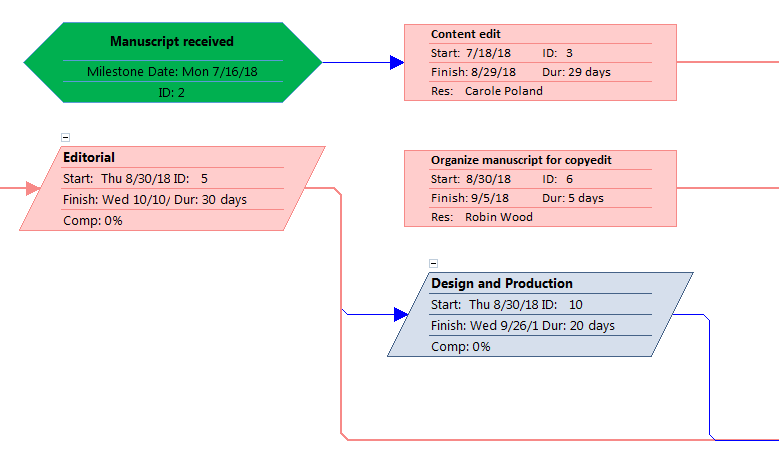 Manuscript received
Milestone Date: Mon 7/16/18
ID: 2
Content edit
Start: 7/18/18 ID: 3
Finish: 8/29/18 Dur: 29 days
Res: Carole Poland
Editorial
Start: Thu 8/30/18 ID: 5
Finish: Wed 10/10/ Dur: 30 days
Comp: 0%
Organize manuscript for copyedit
Start: 8/30/18 ID: 6
Finish: 9/5/18 Dur: 5 days
Res: Robin Wood
Design and Production
Start: Thu 8/30/18 ID: 10
Finish: Wed 9/26/1 Dur: 20 days
Comp: 0%